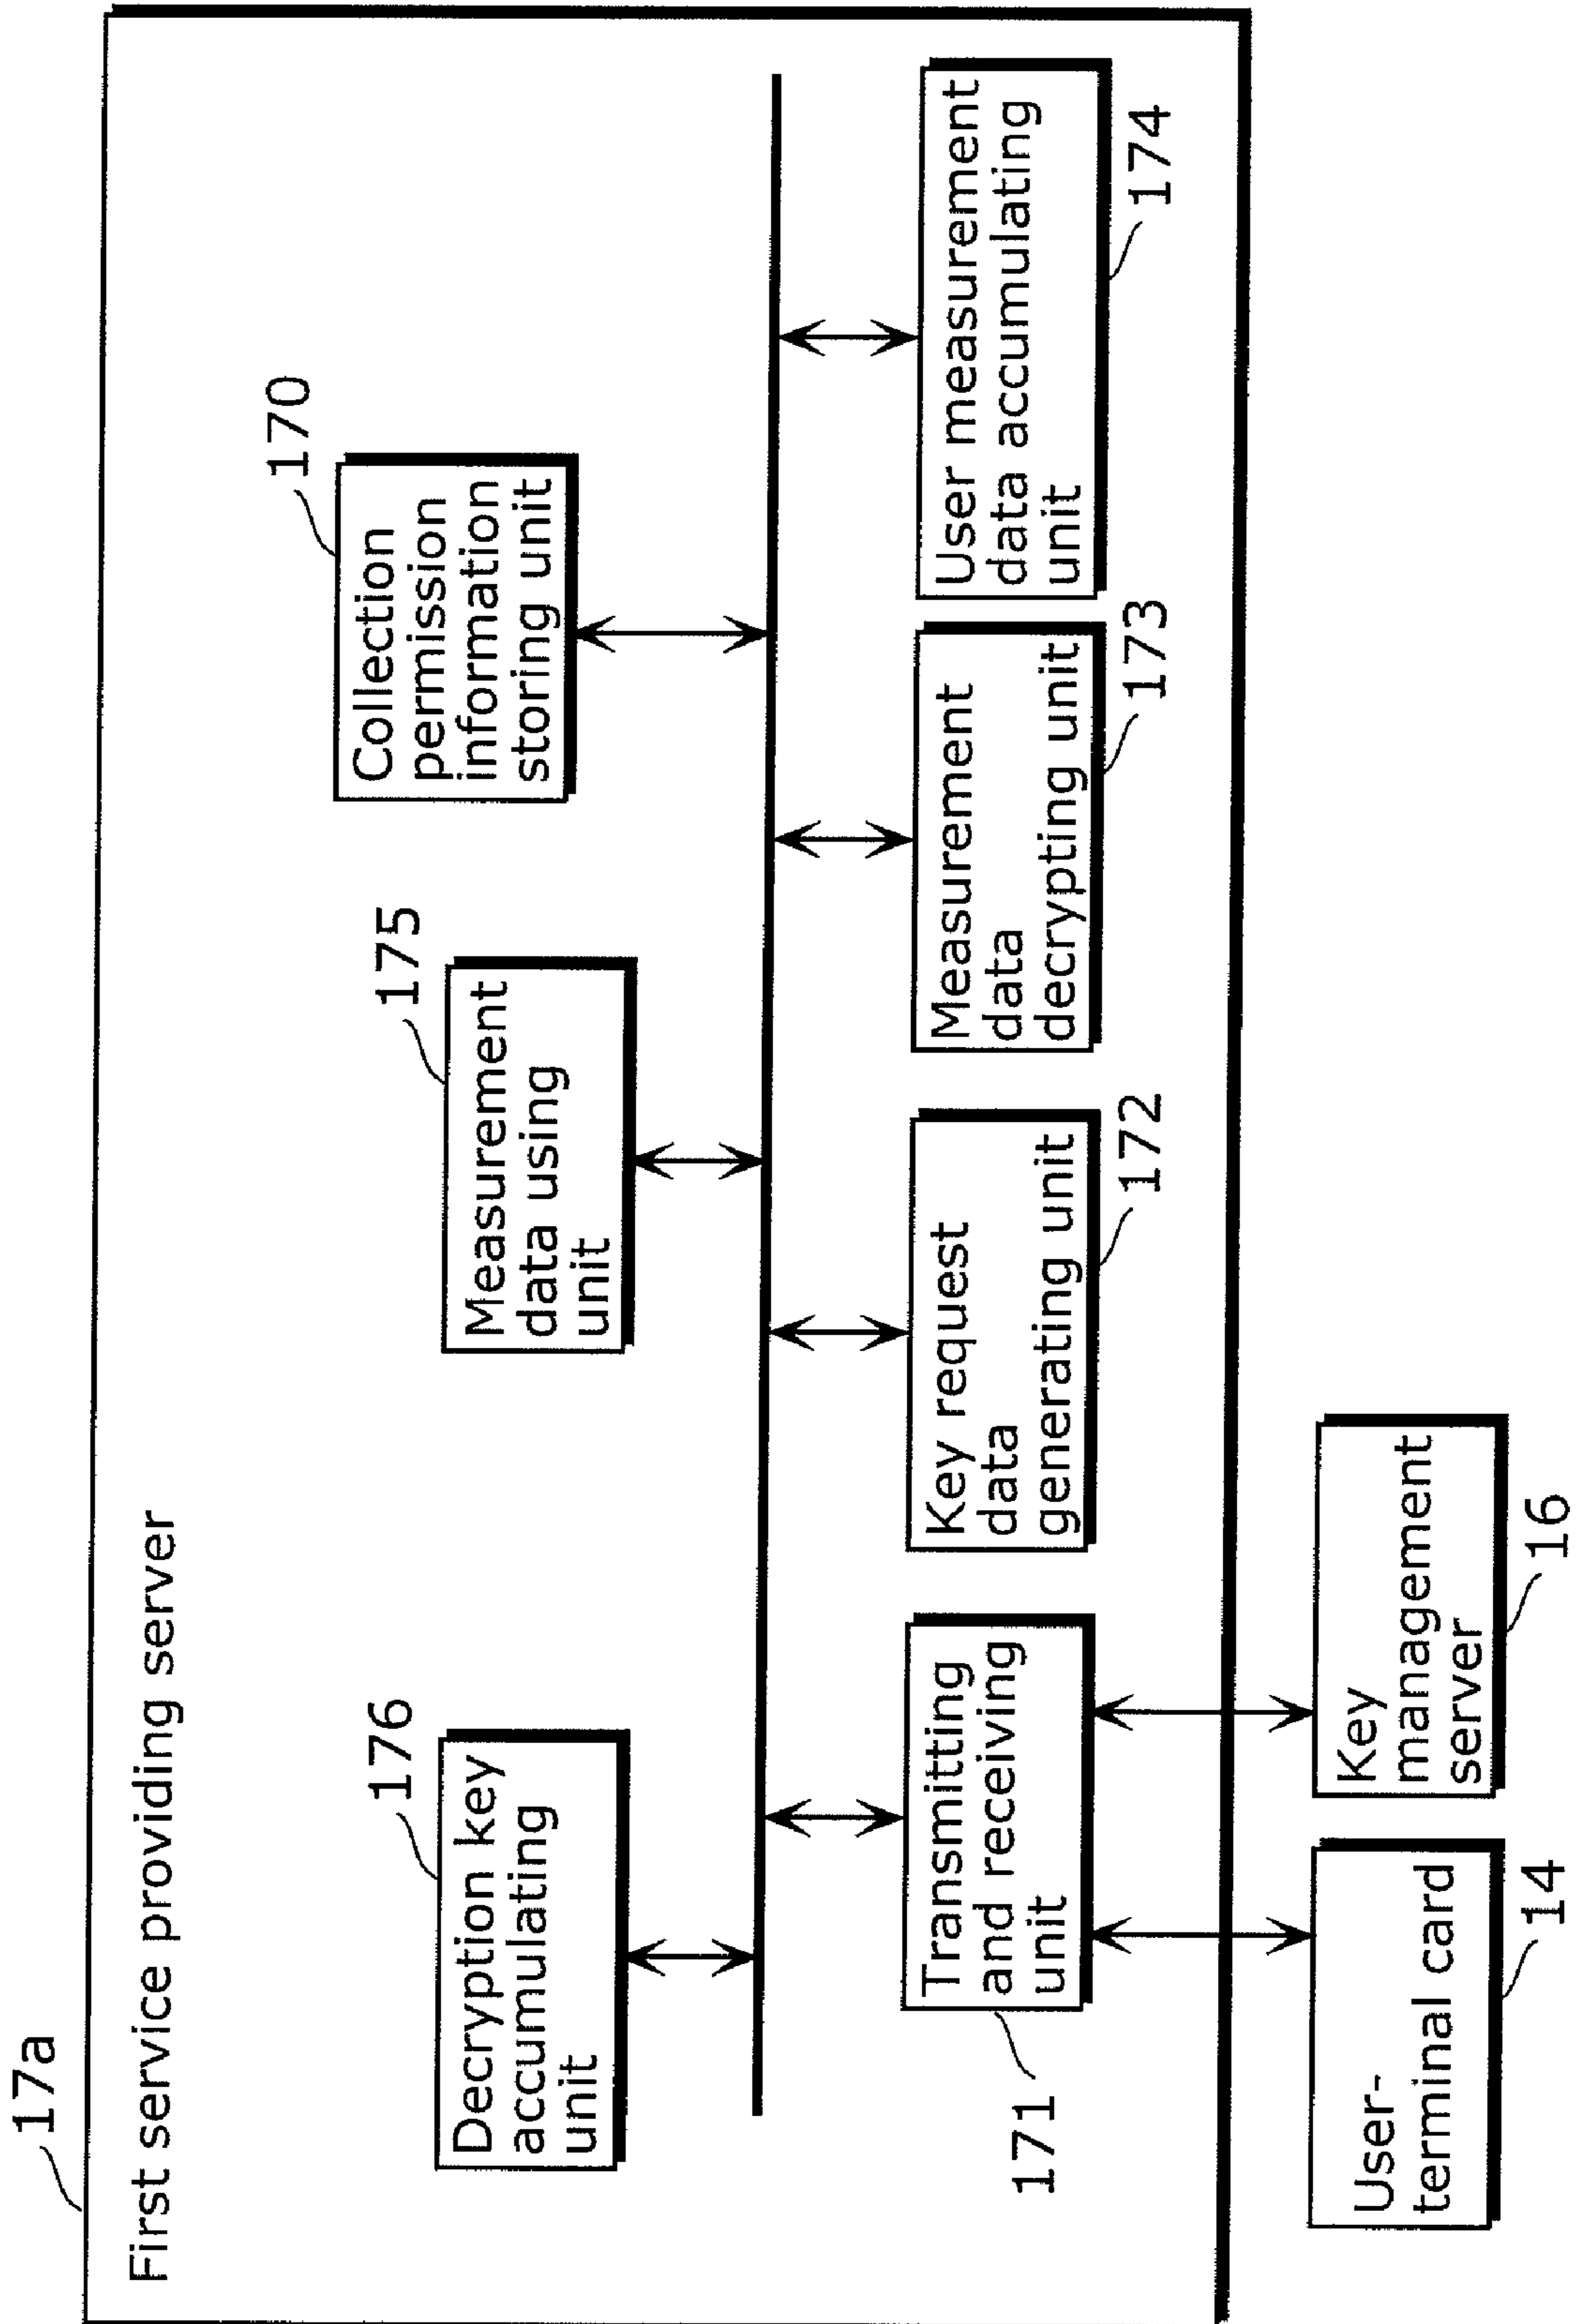 17a
First service providing server
176
Decryption key
accumulating
unit
175
Measurement
data using
unit
170
Collection
permission
information
storing unit
Transmitting
and receiving
unit
171
Key request
data
generating unit
172
Measurement
data
decrypting unit
173
User measurement
data accumulating
unit
174
User-
terminal card
14
Key
management
server
16